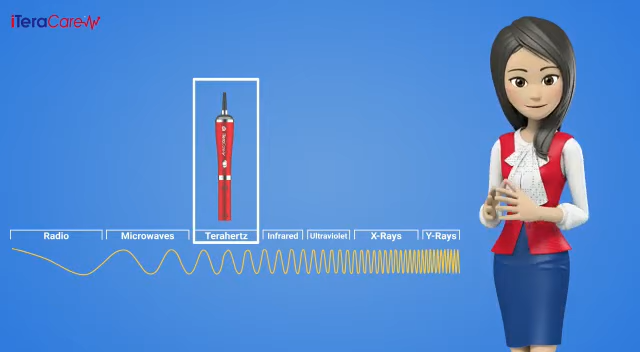 iTeraCare
Radio
Microwaves
Terahertz
Infrared
Ultraviolet
X-Rays
Y-Rays